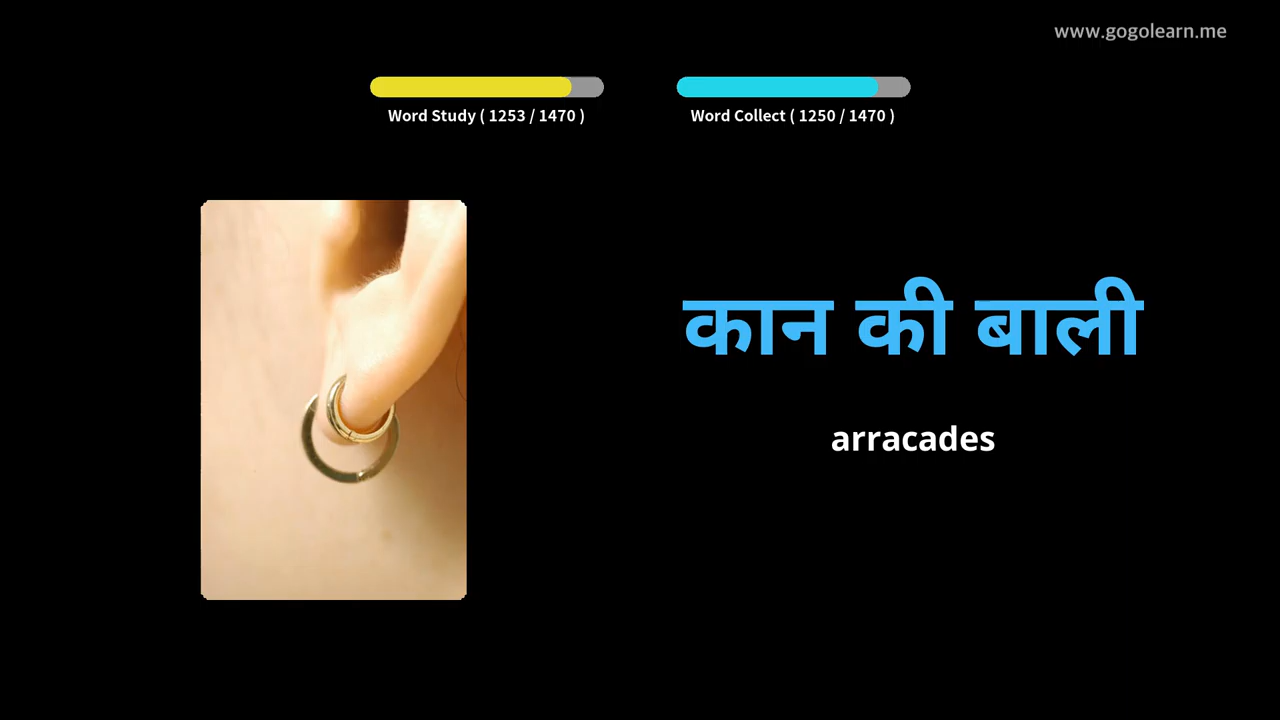 www.gogolearn.me
Word Study ( 1253 / 1470 )
Word Collect ( 1250 / 1470 )
कान की बाली
arracades